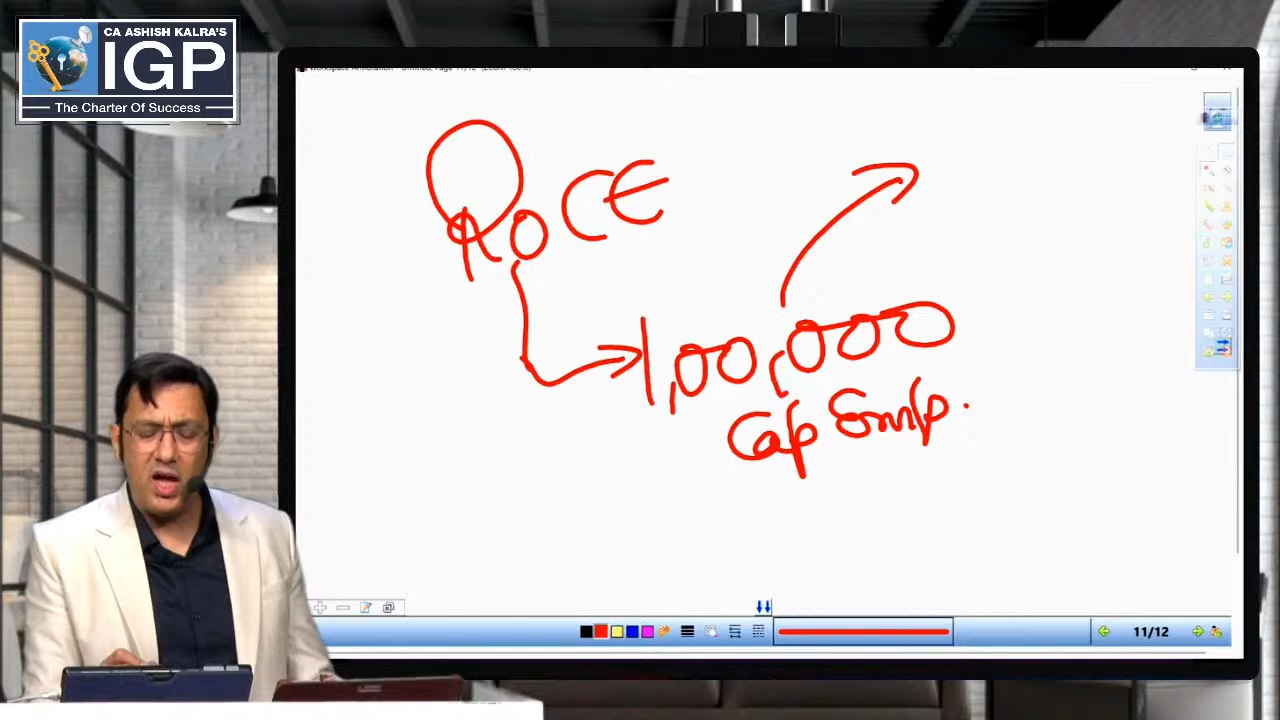 CA ASHISH KALRA'S
IGP
The Charter Of Success
ROCE
1,00,000
Cap Emp.
11/12